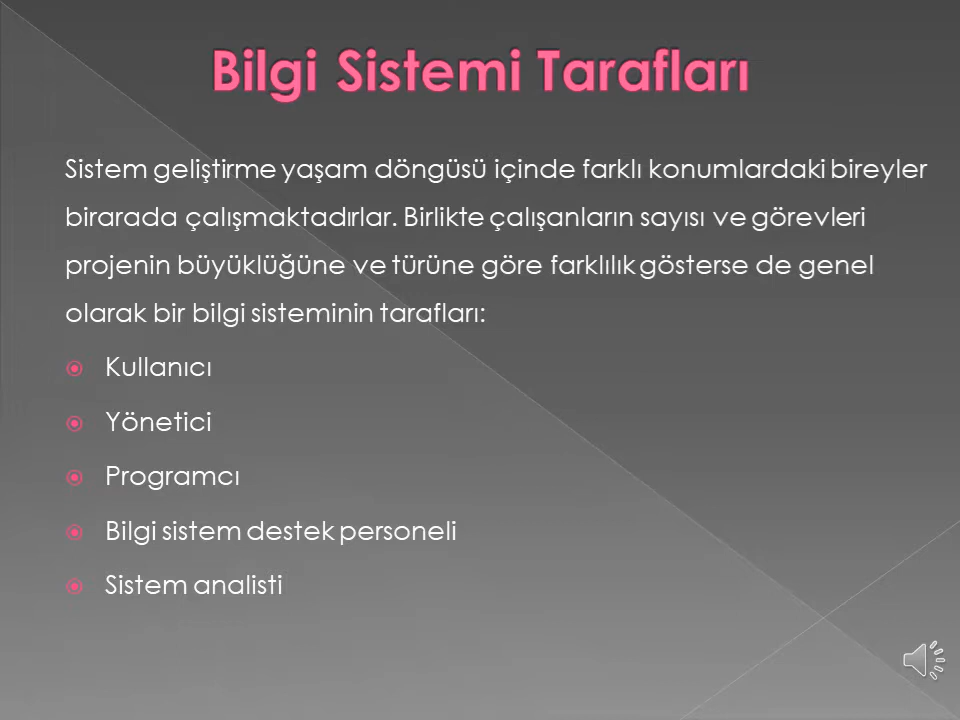 Bilgi Sistemi Tarafları
Sistem geliştirme yaşam döngüsü içinde farklı konumlardaki bireyler
birarada çalışmaktadırlar. Birlikte çalışanların sayısı ve görevleri
projenin büyüklüğüne ve türüne göre farklılık gösterse de genel
olarak bir bilgi sisteminin tarafları:
Kullanıcı
Yönetici
Programcı
Bilgi sistem destek personeli
Sistem analisti